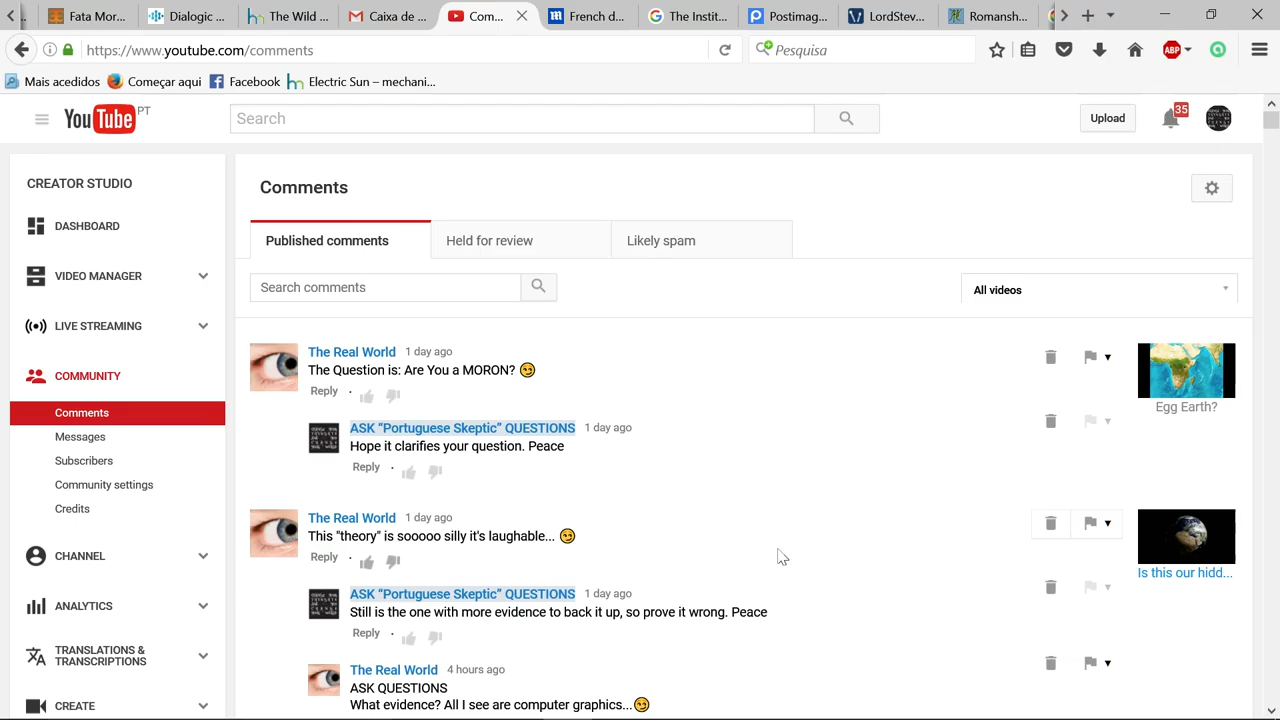 Fata Mor...
Dialogic ...
The Wild ...
Caixa de ...
Com...
French d...
The Instit...
Postimag...
LordStev...
Romansh...
https://www.youtube.com/comments
Pesquisa
ABP
Mais acedidos
Começar aqui
Facebook
Electric Sun – mechani...
YouTube PT
Search
Upload
35
CREATOR STUDIO
DASHBOARD
VIDEO MANAGER
LIVE STREAMING
COMMUNITY
Comments
Messages
Subscribers
Community settings
Credits
CHANNEL
ANALYTICS
TRANSLATIONS &
TRANSCRIPTIONS
CREATE
Comments
Published comments
Held for review
Likely spam
Search comments
All videos
The Real World 1 day ago
The Question is: Are You a MORON? 😏
Reply ·
Egg Earth?
ASK “Portuguese Skeptic” QUESTIONS 1 day ago
Hope it clarifies your question. Peace
Reply ·
The Real World 1 day ago
This "theory" is sooooo silly it's laughable... 😏
Reply ·
Is this our hidd...
ASK “Portuguese Skeptic” QUESTIONS 1 day ago
Still is the one with more evidence to back it up, so prove it wrong. Peace
Reply ·
The Real World 4 hours ago
ASK QUESTIONS
What evidence? All I see are computer graphics...😏